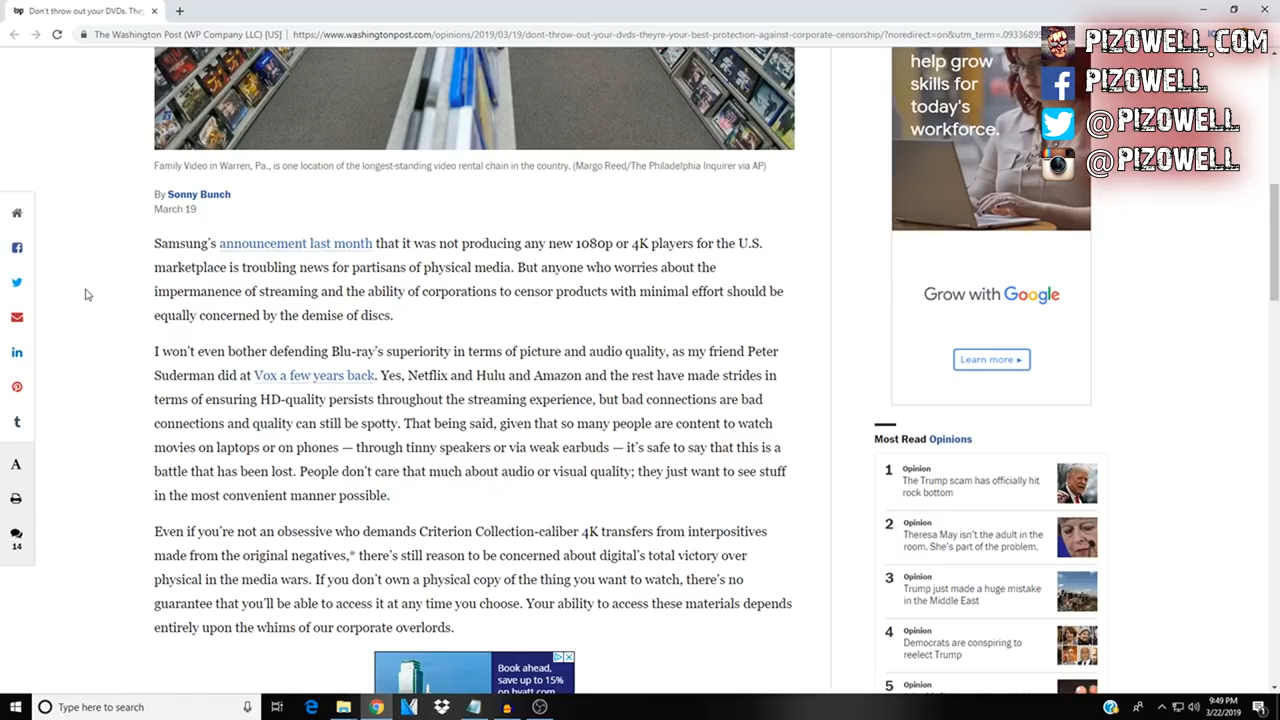 Don't throw out your DVDs. The
The Washington Post (WP Company LLC) [US]
https://www.washingtonpost.com/opinions/2019/03/19/dont-throw-out-your-dvds-theyre-your-best-protection-against-corporate-censorship/?noredirect=on&utm_term=.0933689
PIZOWELL.COM
PIZOWELL
@PIZOWELL
@PIZOWELL
help grow
skills for
today's
workforce.
Grow with Google
Learn more
Family Video in Warren, Pa., is one location of the longest-standing video rental chain in the country. (Margo Reed/The Philadelphia Inquirer via AP)
By Sonny Bunch
March 19
Samsung's announcement last month that it was not producing any new 1080p or 4K players for the U.S.
marketplace is troubling news for partisans of physical media. But anyone who worries about the
impermanence of streaming and the ability of corporations to censor products with minimal effort should be
equally concerned by the demise of discs.
I won't even bother defending Blu-ray's superiority in terms of picture and audio quality, as my friend Peter
Suderman did at Vox a few years back. Yes, Netflix and Hulu and Amazon and the rest have made strides in
terms of ensuring HD-quality persists throughout the streaming experience, but bad connections are bad
connections and quality can still be spotty. That being said, given that so many people are content to watch
movies on laptops or on phones — through tinny speakers or via weak earbuds — it's safe to say that this is a
battle that has been lost. People don't care that much about audio or visual quality; they just want to see stuff
in the most convenient manner possible.
Even if you're not an obsessive who demands Criterion Collection-caliber 4K transfers from interpositives
made from the original negatives,* there's still reason to be concerned about digital's total victory over
physical in the media wars. If you don't own a physical copy of the thing you want to watch, there's no
guarantee that you'll be able to access it at any time you choose. Your ability to access these materials depends
entirely upon the whims of our corporate overlords.
Book ahead,
save up to 15%
on hyatt.com
A
14
Most Read Opinions
1
Opinion
The Trump scam has officially hit
rock bottom
2
Opinion
Theresa May isn't the adult in the
room. She's part of the problem.
3
Opinion
Trump just made a huge mistake
in the Middle East
4
Opinion
Democrats are conspiring to
reelect Trump
5
Opinion
Type here to search
9:49 PM
3/22/2019
1